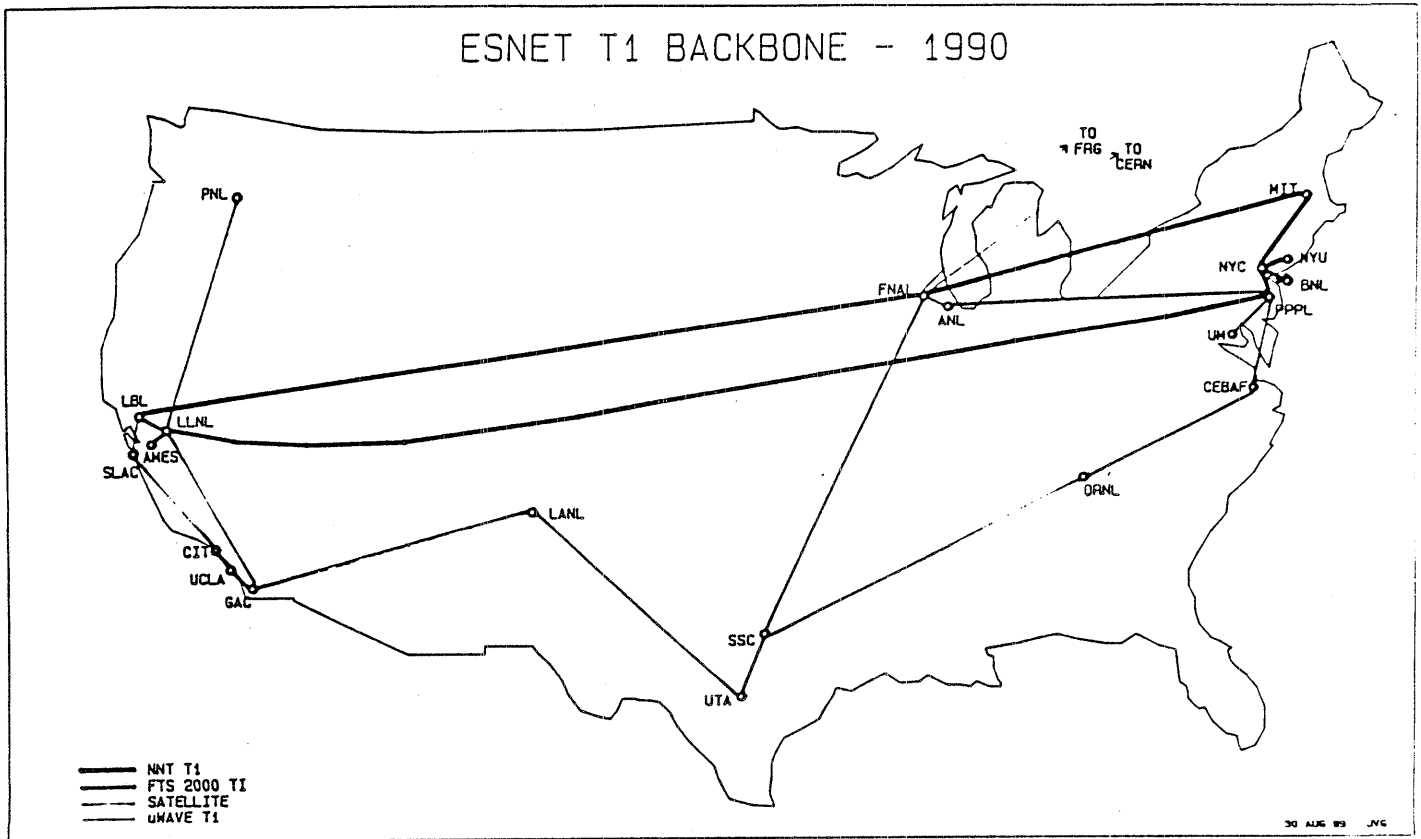 ESNET T1 BACKBONE - 1990
TO
FRG
TO
CERN
PNL
MIT
NYU
NYC
BNL
FNAL
PPPL
ANL
UM
CEBAF
LBL
LLNL
AMES
SLAC
ORNL
LANL
CIT
UCLA
GAC
SSC
UTA
NNT T1
FTS 2000 TI
SATELLITE
uWAVE T1
30 AUG 89 JVG